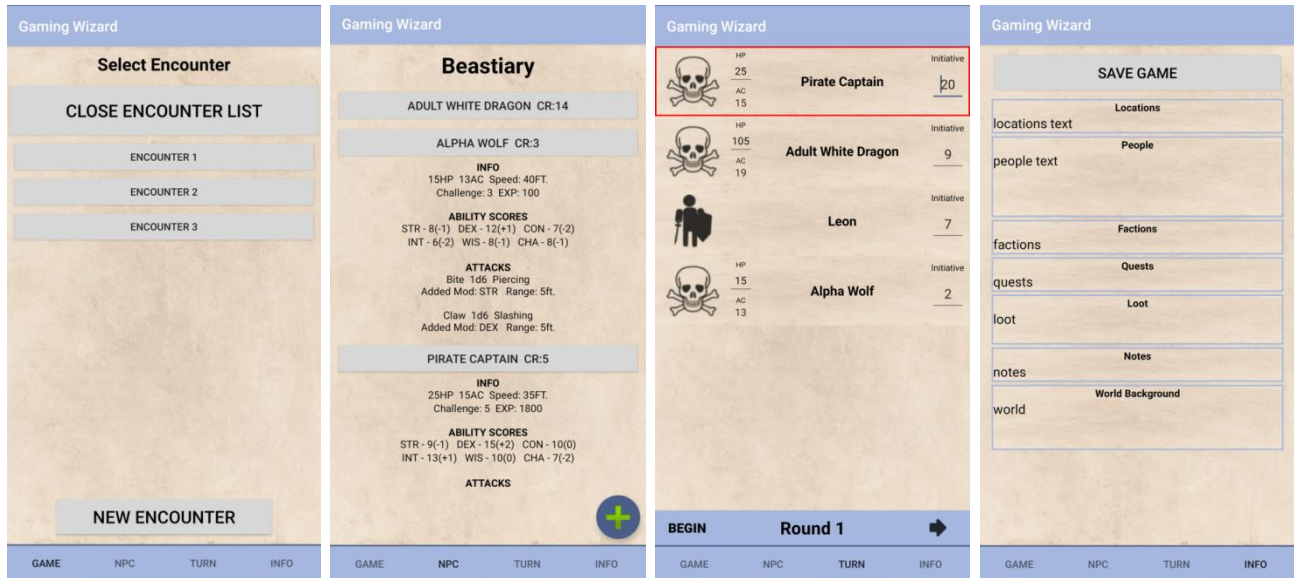 Gaming Wizard
Select Encounter
CLOSE ENCOUNTER LIST
ENCOUNTER 1
ENCOUNTER 2
ENCOUNTER 3
NEW ENCOUNTER
GAME NPC TURN INFO
Gaming Wizard
Beastiary
ADULT WHITE DRAGON CR:14
ALPHA WOLF CR:3
INFO
15HP 13AC Speed: 40FT.
Challenge: 3 EXP: 100
ABILITY SCORES
STR - 8(-1) DEX - 12(+1) CON - 7(-2)
INT - 6(-2) WIS - 8(-1) CHA - 8(-1)
ATTACKS
Bite 1d6 Piercing
Added Mod: STR Range: 5ft.
Claw 1d6 Slashing
Added Mod: DEX Range: 5ft.
PIRATE CAPTAIN CR:5
INFO
25HP 15AC Speed: 35FT.
Challenge: 5 EXP: 1800
ABILITY SCORES
STR - 9(-1) DEX - 15(+2) CON - 10(0)
INT - 13(+1) WIS - 10(0) CHA - 7(-2)
ATTACKS
GAME NPC TURN INFO
Gaming Wizard
HP
25
AC
15
Pirate Captain
Initiative
20
HP
105
AC
19
Adult White Dragon
Initiative
9
Leon
Initiative
7
HP
15
AC
13
Alpha Wolf
Initiative
2
BEGIN Round 1
GAME NPC TURN INFO
Gaming Wizard
SAVE GAME
Locations
locations text
People
people text
Factions
factions
Quests
quests
Loot
loot
Notes
notes
World Background
world
GAME NPC TURN INFO